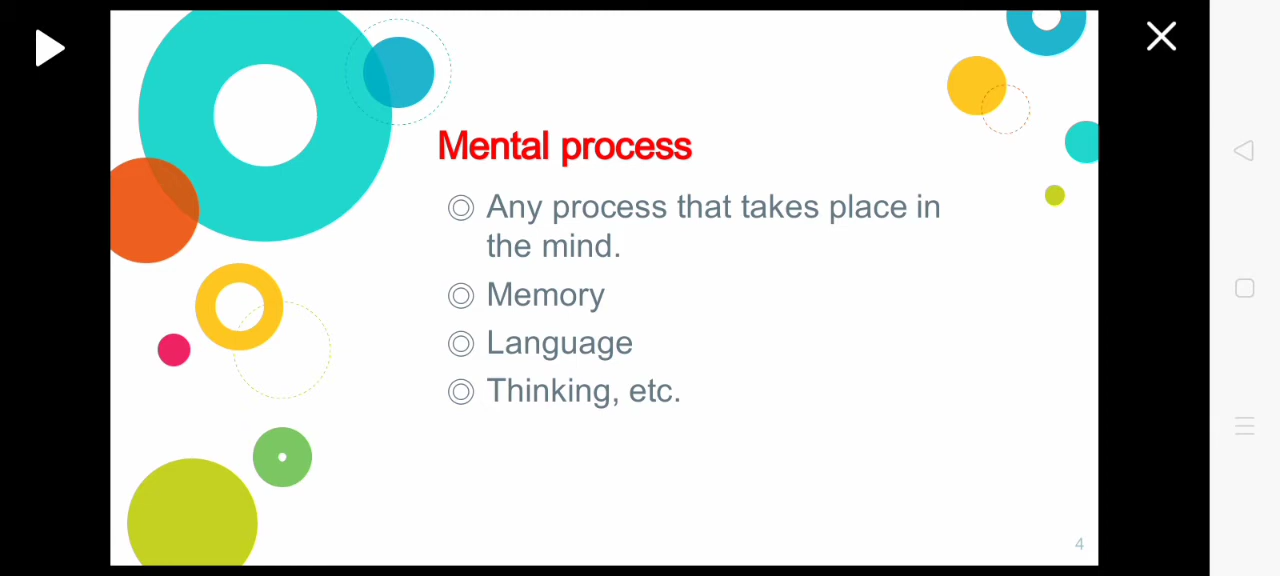 Mental process
Any process that takes place in
the mind.
Memory
Language
Thinking, etc.
4